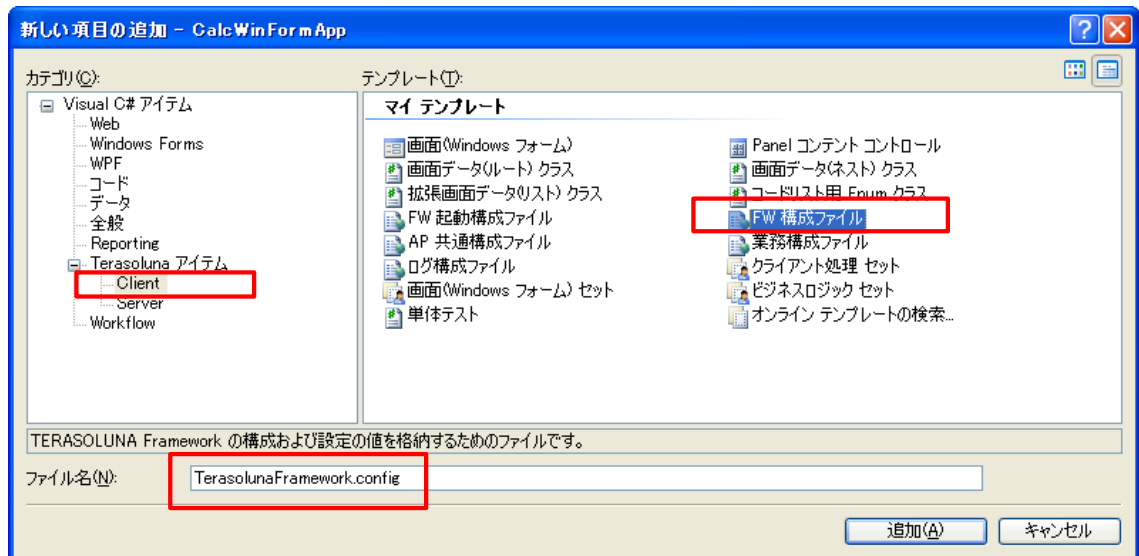 新しい項目の追加 - CalcWinFormApp
カテゴリ(C):
テンプレート(T):
Visual C# アイテム
Web
Windows Forms
WPF
コード
データ
全般
Reporting
Terasoluna アイテム
Client
Server
Workflow
マイ テンプレート
画面(Windows フォーム)
Panel コンテント コントロール
画面データ(ルート) クラス
画面データ(ネスト) クラス
拡張画面データ(リスト) クラス
コードリスト用 Enum クラス
FW 起動構成ファイル
FW 構成ファイル
AP 共通構成ファイル
業務構成ファイル
ログ構成ファイル
クライアント処理 セット
画面(Windows フォーム) セット
ビジネスロジック セット
単体テスト
オンライン テンプレートの検索...
TERASOLUNA Framework の構成および設定の値を格納するためのファイルです。
ファイル名(N):
TerasolunaFramework.config
追加(A)
キャンセル